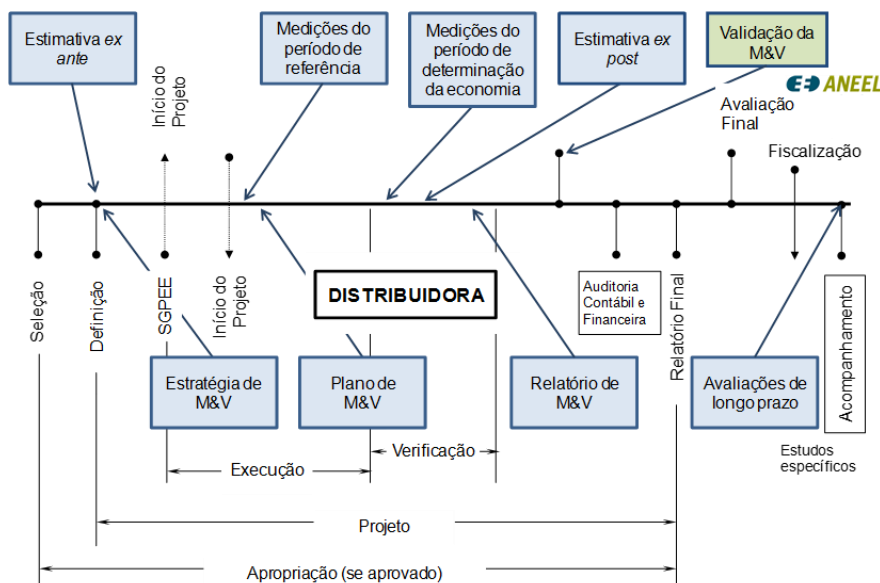 Estimativa ex
ante
Início do
Projeto
Medições do
período de
referência
Medições do
período de
determinação
da economia
Estimativa ex
post
Validação da
M&V
ANEEL
Avaliação
Final
Fiscalização
Seleção
Definição
SGPEE
Início do
Projeto
DISTRIBUIDORA
Auditoria
Contábil e
Financeira
Relatório Final
Acompanhamento
Estratégia de
M&V
Plano de
M&V
Relatório de
M&V
Avaliações de
longo prazo
Estudos
específicos
Verificação
Execução
Projeto
Apropriação (se aprovado)